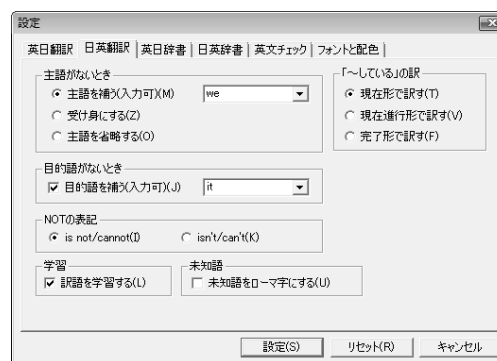 設定
英日翻訳 日英翻訳 英日辞書 日英辞書 英文チェック フォントと配色
主語がないとき
主語を補う(入力可)(M) we
受け身にする(Z)
主語を省略する(O)
「～している」の訳
現在形で訳す(T)
現在進行形で訳す(V)
完了形で訳す(F)
目的語がないとき
目的語を補う(入力可)(J) it
NOTの表記
is not/cannot(I) isn't/can't(K)
学習
訳語を学習する(L)
未知語
未知語をローマ字にする(U)
設定(S) リセット(R) キャンセル